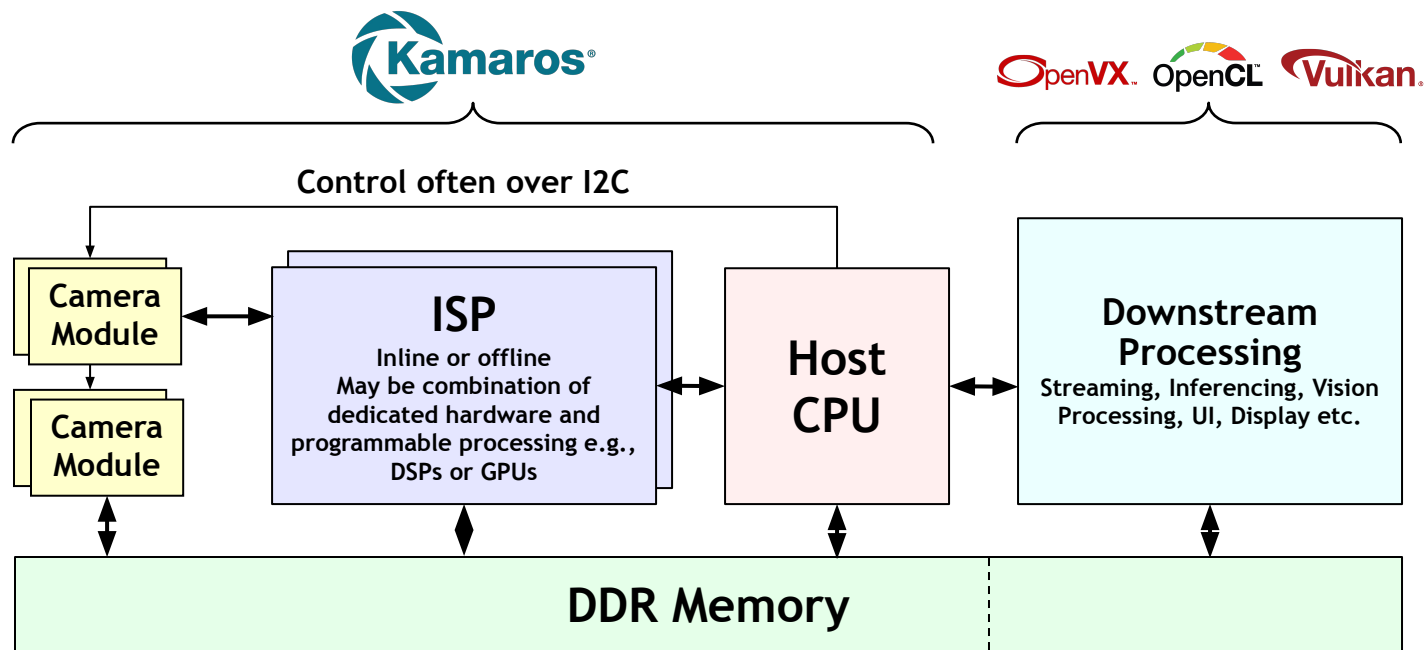 Kamaros®
OpenVX™
OpenCL™
Vulkan®
Control often over I2C
Camera
Module
Camera
Module
ISP
Inline or offline
May be combination of
dedicated hardware and
programmable processing e.g.,
DSPs or GPUs
Host
CPU
Downstream
Processing
Streaming, Inferencing, Vision
Processing, UI, Display etc.
DDR Memory